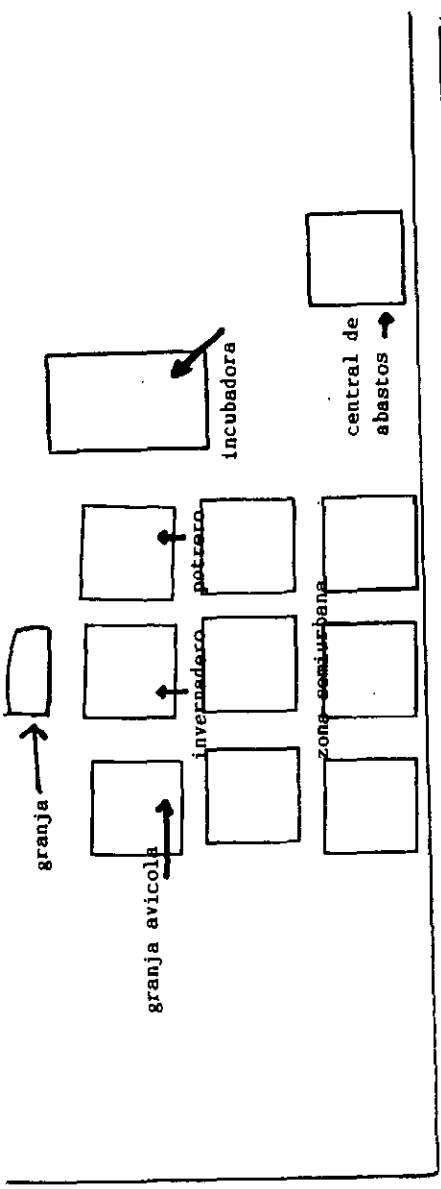 granja
granja avicola
invernadero
potrero
incubadora
zona semiurbana
central de
abastos